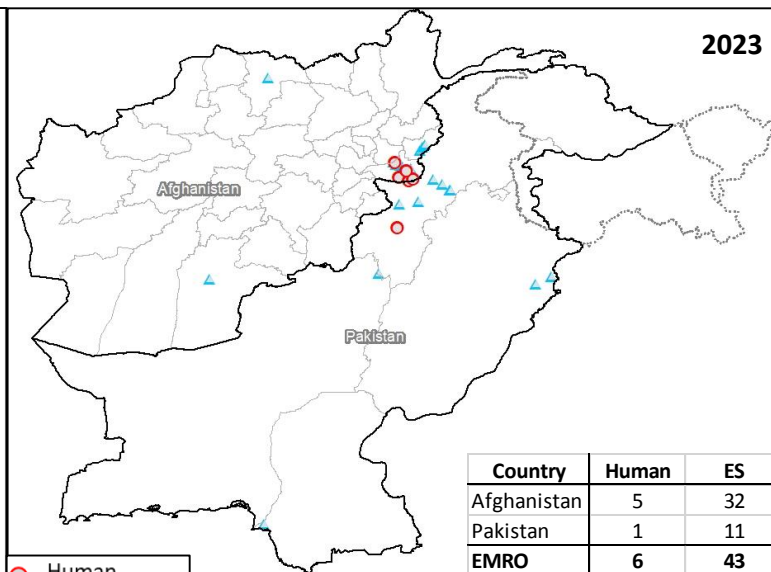 2023
Afghanistan
Pakistan
Country Human ES
Afghanistan 5 32
Pakistan 1 11
EMRO 6 43
Human